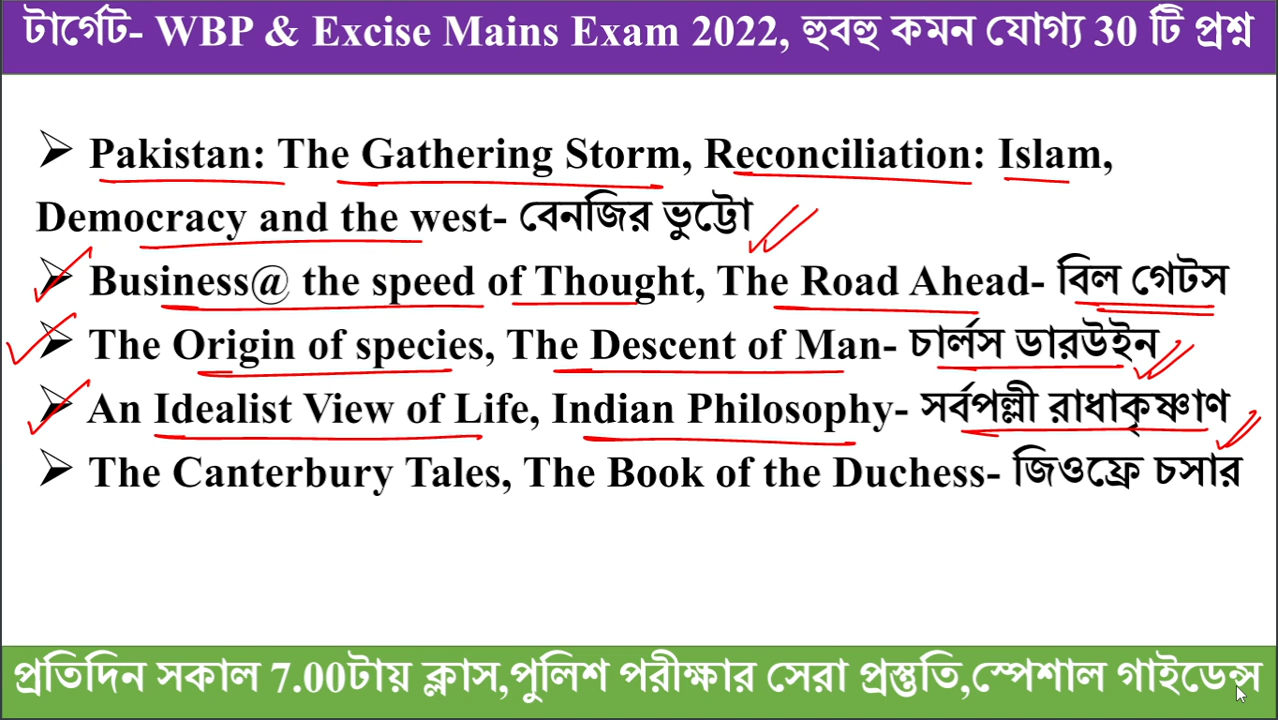 টার্গেট- WBP & Excise Mains Exam 2022, হুবহু কমন যোগ্য 30 টি প্রশ্ন
➢ Pakistan: The Gathering Storm, Reconciliation: Islam,
Democracy and the west- বেনজির ভুট্টো
➢ Business@ the speed of Thought, The Road Ahead- বিল গেটস
➢ The Origin of species, The Descent of Man- চার্লস ডারউইন
➢ An Idealist View of Life, Indian Philosophy- সর্বপল্লী রাধাকৃষ্ণাণ
➢ The Canterbury Tales, The Book of the Duchess- জিওফ্রে চসার
প্রতিদিন সকাল 7.00টায় ক্লাস,পুলিশ পরীক্ষার সেরা প্রস্তুতি,স্পেশাল গাইডেন্স